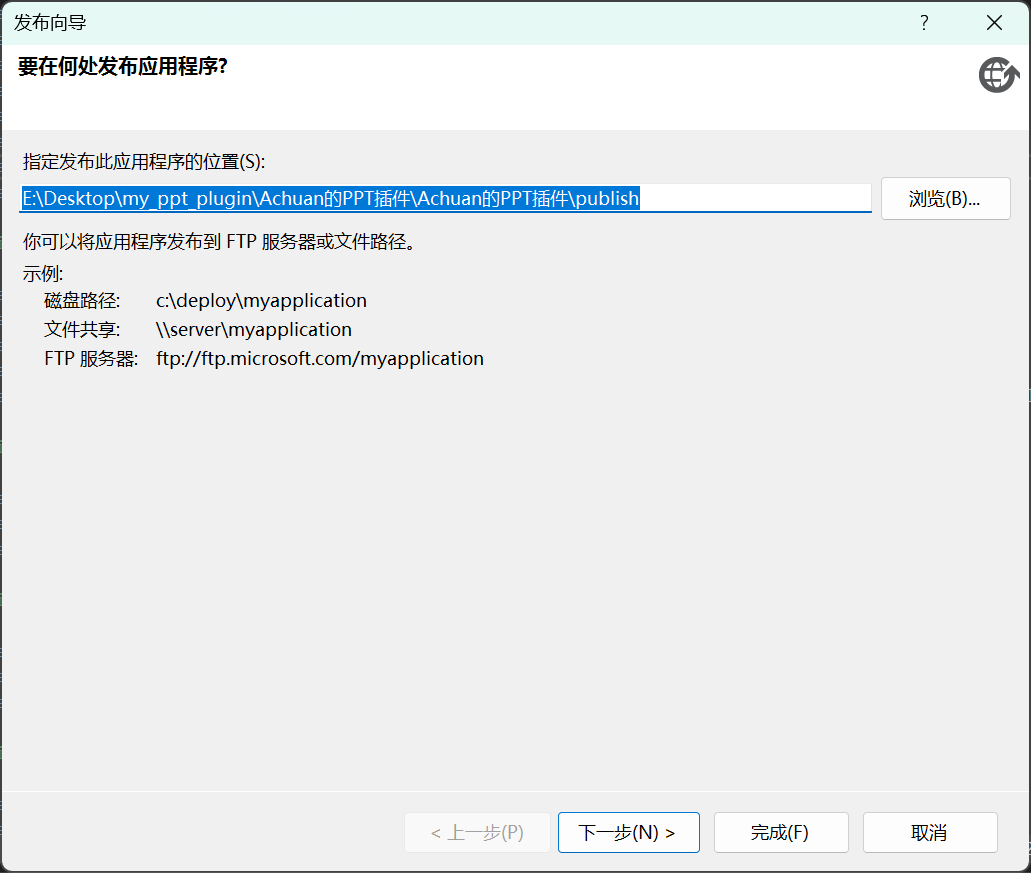 发布向导
?
要在何处发布应用程序?
指定发布此应用程序的位置(S):
E:\Desktop\my_ppt_plugin\Achuan的PPT插件\Achuan的PPT插件\publish
浏览(B)...
你可以将应用程序发布到 FTP 服务器或文件路径。
示例:
磁盘路径: c:\deploy\myapplication
文件共享: \\server\myapplication
FTP 服务器: ftp://ftp.microsoft.com/myapplication
< 上一步(P) 下一步(N) > 完成(F) 取消